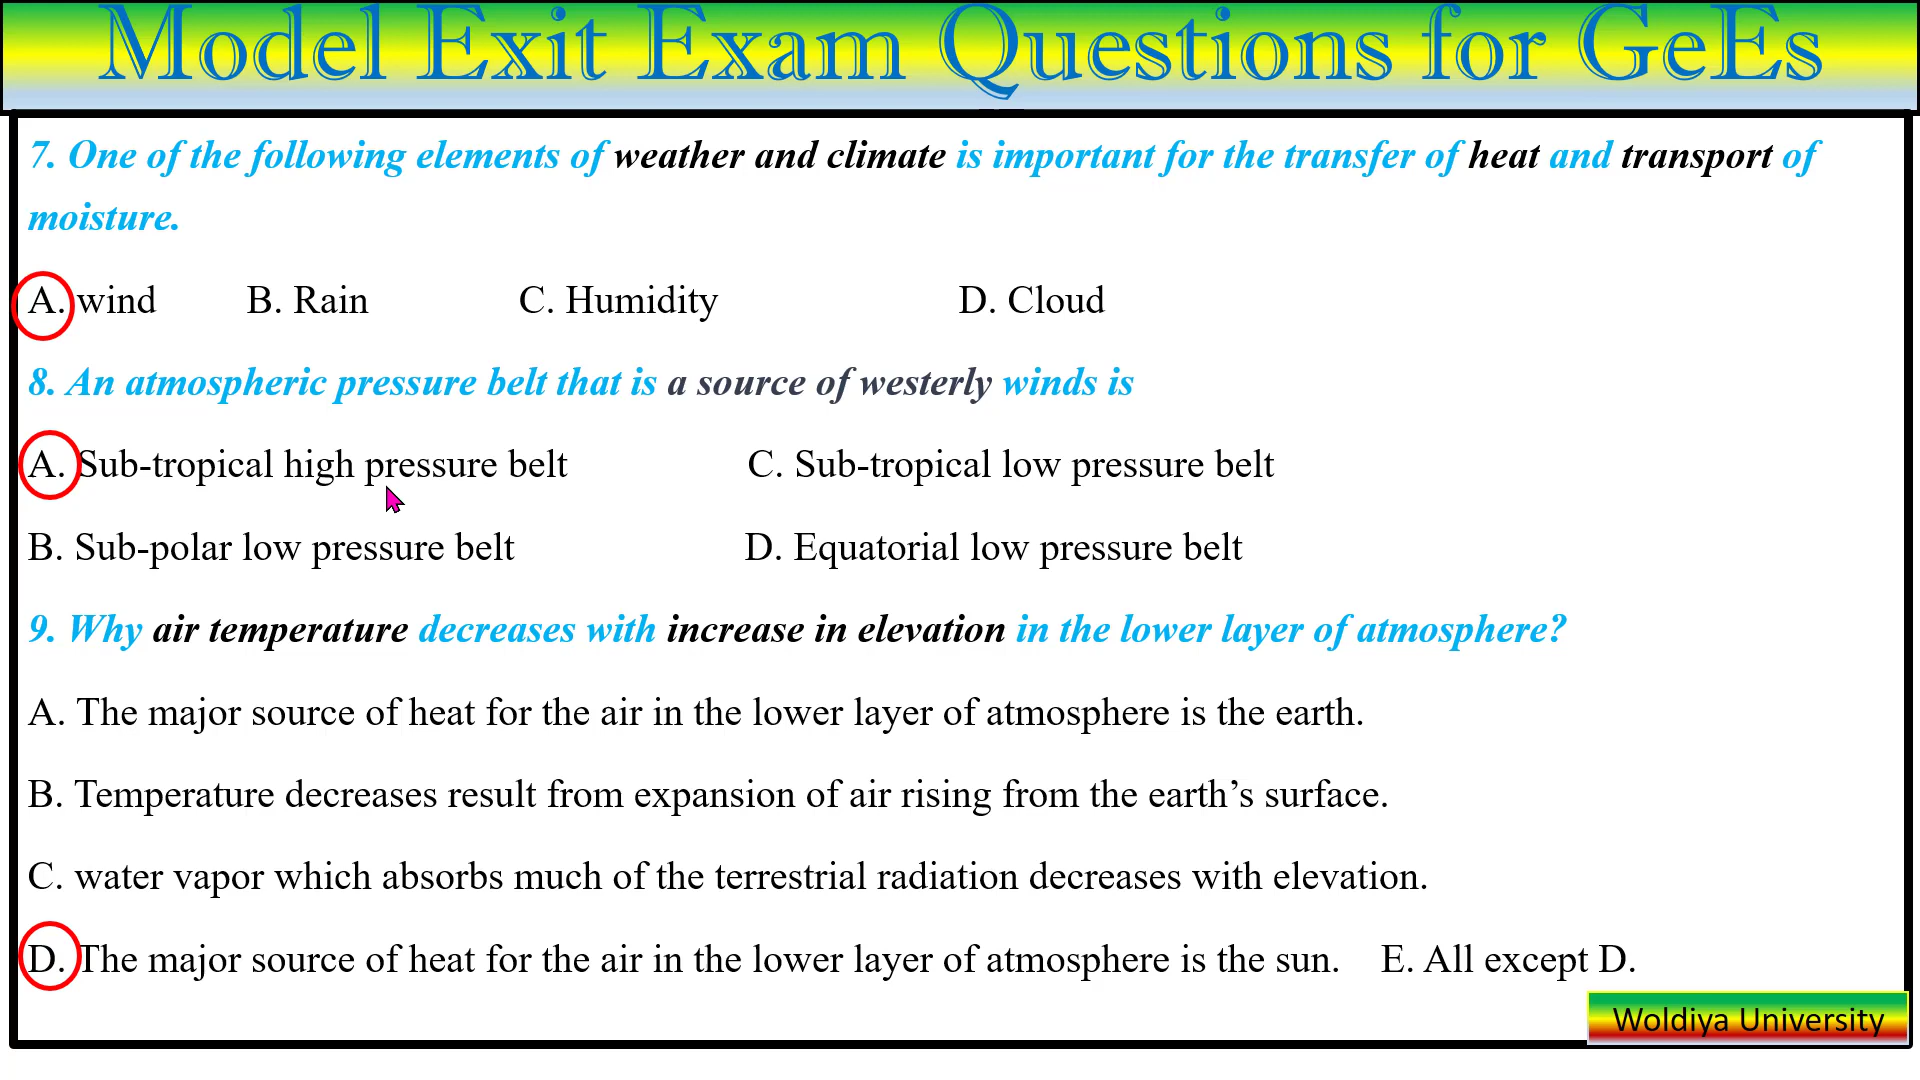 Model Exit Exam Questions for GeEs
7. One of the following elements of weather and climate is important for the transfer of heat and transport of
moisture.
A. wind B. Rain C. Humidity D. Cloud
8. An atmospheric pressure belt that is a source of westerly winds is
A. Sub-tropical high pressure belt C. Sub-tropical low pressure belt
B. Sub-polar low pressure belt D. Equatorial low pressure belt
9. Why air temperature decreases with increase in elevation in the lower layer of atmosphere?
A. The major source of heat for the air in the lower layer of atmosphere is the earth.
B. Temperature decreases result from expansion of air rising from the earth’s surface.
C. water vapor which absorbs much of the terrestrial radiation decreases with elevation.
D. The major source of heat for the air in the lower layer of atmosphere is the sun. E. All except D.
Woldiya University